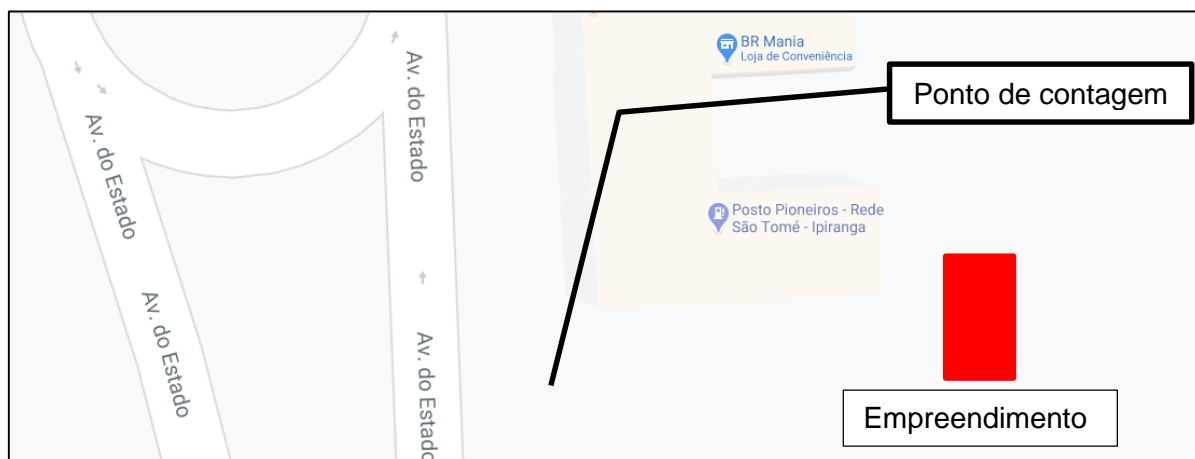 BR Mania
Loja de Conveniência
Ponto de contagem
Av. do Estado
Av. do Estado
Posto Pioneiros - Rede
São Tomé - Ipiranga
Av. do Estado
Av. do Estado
Empreendimento